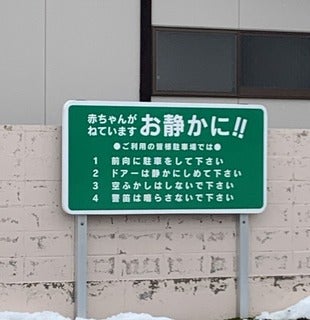 赤ちゃんが
ねています お静かに!!
●ご利用の皆様駐車場では●
1 前向に駐車をして下さい
2 ドアーは静かにしめて下さい
3 空ふかしはしないで下さい
4 警笛は鳴らさないで下さい